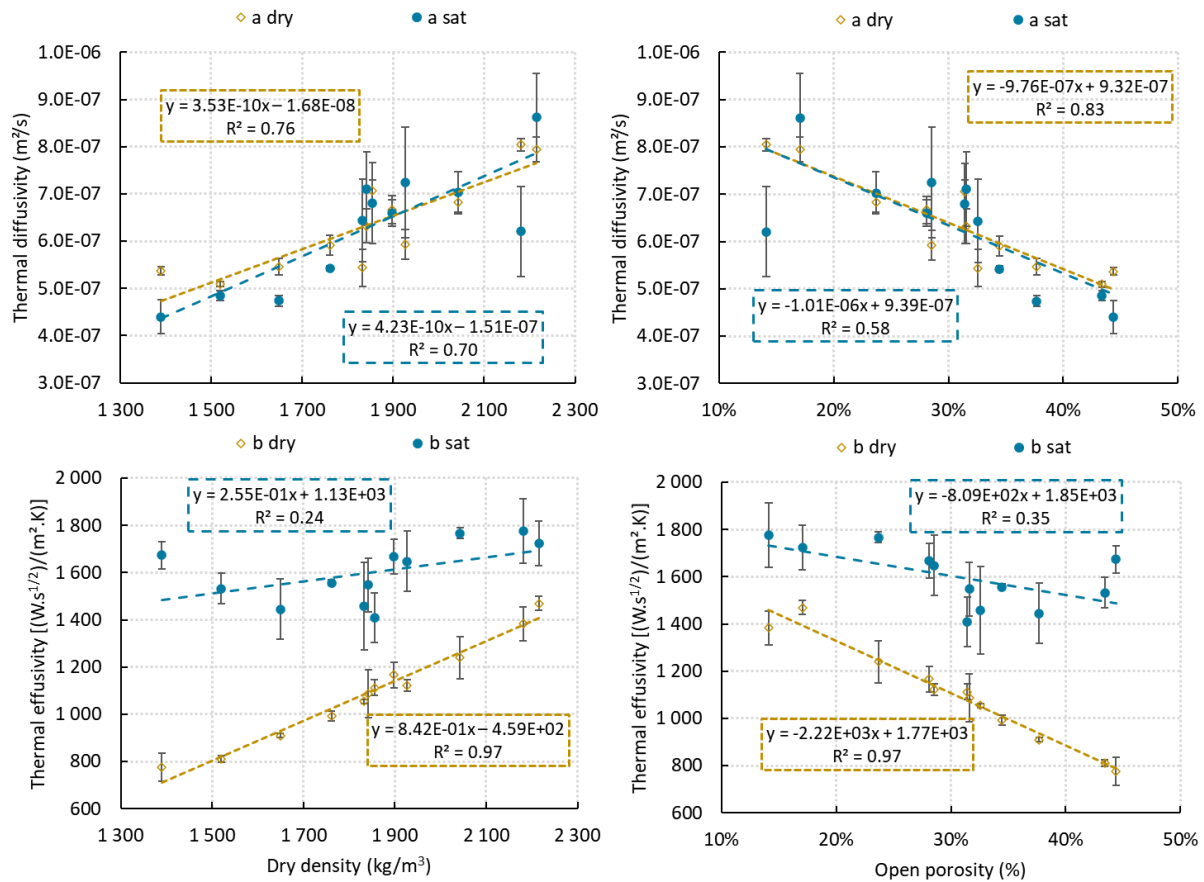 a dry a sat
Thermal diffusivity (m²/s)
1.0E-06
9.0E-07
8.0E-07
7.0E-07
6.0E-07
5.0E-07
4.0E-07
3.0E-07
y = 3.53E-10x − 1.68E-08
R² = 0.76
y = 4.23E-10x − 1.51E-07
R² = 0.70
1 300 1 500 1 700 1 900 2 100 2 300
a dry a sat
Thermal diffusivity (m²/s)
1.0E-06
9.0E-07
8.0E-07
7.0E-07
6.0E-07
5.0E-07
4.0E-07
3.0E-07
y = -9.76E-07x + 9.32E-07
R² = 0.83
y = -1.01E-06x + 9.39E-07
R² = 0.58
10% 20% 30% 40% 50%
b dry b sat
Thermal effusivity [(W.s^1/2)/(m².K)]
2 000
1 800
1 600
1 400
1 200
1 000
800
600
y = 2.55E-01x + 1.13E+03
R² = 0.24
y = 8.42E-01x − 4.59E+02
R² = 0.97
1 300 1 500 1 700 1 900 2 100 2 300
Dry density (kg/m³)
b dry b sat
Thermal effusivity [(W.s^1/2)/(m².K)]
2 000
1 800
1 600
1 400
1 200
1 000
800
600
y = -8.09E+02x + 1.85E+03
R² = 0.35
y = -2.22E+03x + 1.77E+03
R² = 0.97
10% 20% 30% 40% 50%
Open porosity (%)